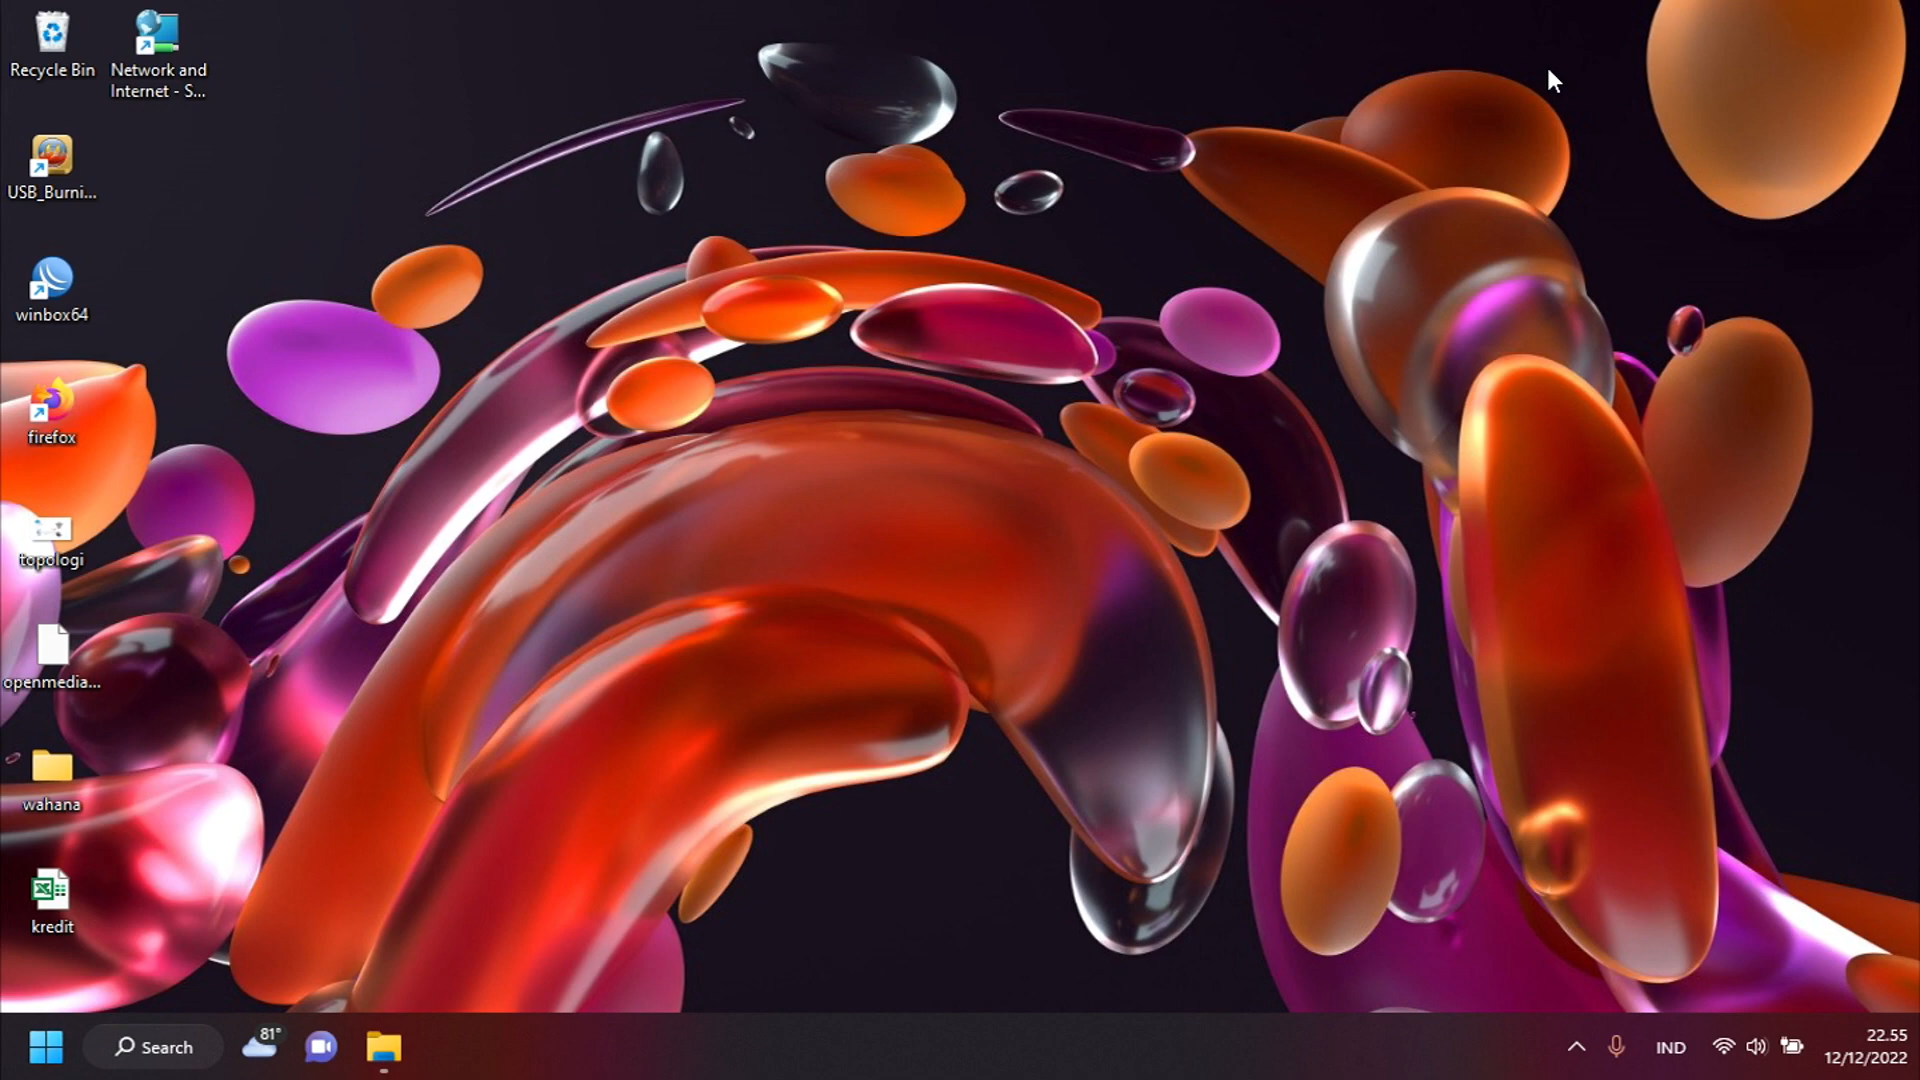 Recycle Bin
Network and
Internet - S...
USB_Burni...
winbox64
firefox
topologi
openmedia...
wahana
kredit
Search
81°
IND
22.55
12/12/2022